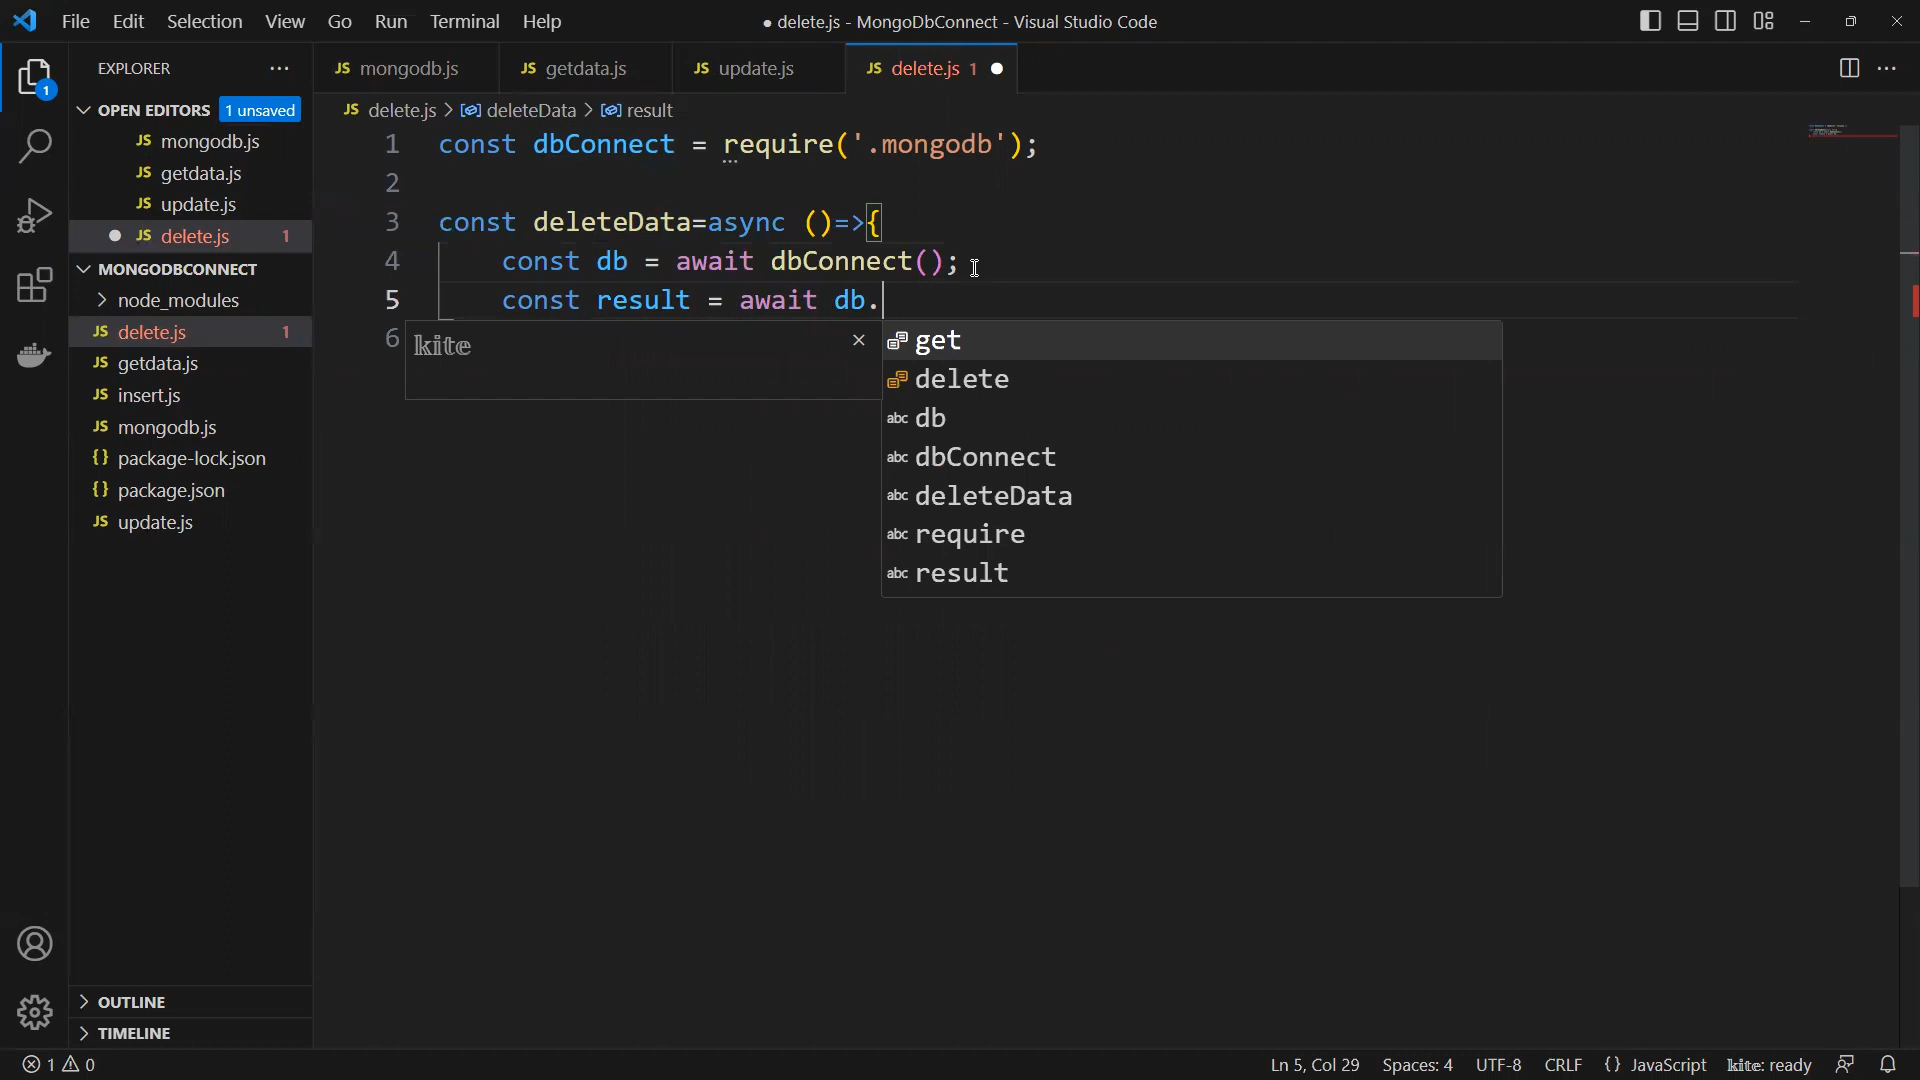 File Edit Selection View Go Run Terminal Help
● delete.js - MongoDbConnect - Visual Studio Code
EXPLORER
OPEN EDITORS 1 unsaved
JS mongodb.js
JS getdata.js
JS update.js
JS delete.js 1
MONGODBCONNECT
node_modules
JS delete.js 1
JS getdata.js
JS insert.js
JS mongodb.js
{} package-lock.json
{} package.json
JS update.js
OUTLINE
TIMELINE
1
JS mongodb.js JS getdata.js JS update.js JS delete.js 1
JS delete.js > deleteData > result
1 const dbConnect = require('.mongodb');
2
3 const deleteData=async ()=>{
4 const db = await dbConnect();
5 const result = await db.
6
kite
get
delete
abc db
abc dbConnect
abc deleteData
abc require
abc result
1 0
Ln 5, Col 29 Spaces: 4 UTF-8 CRLF {} JavaScript kite: ready